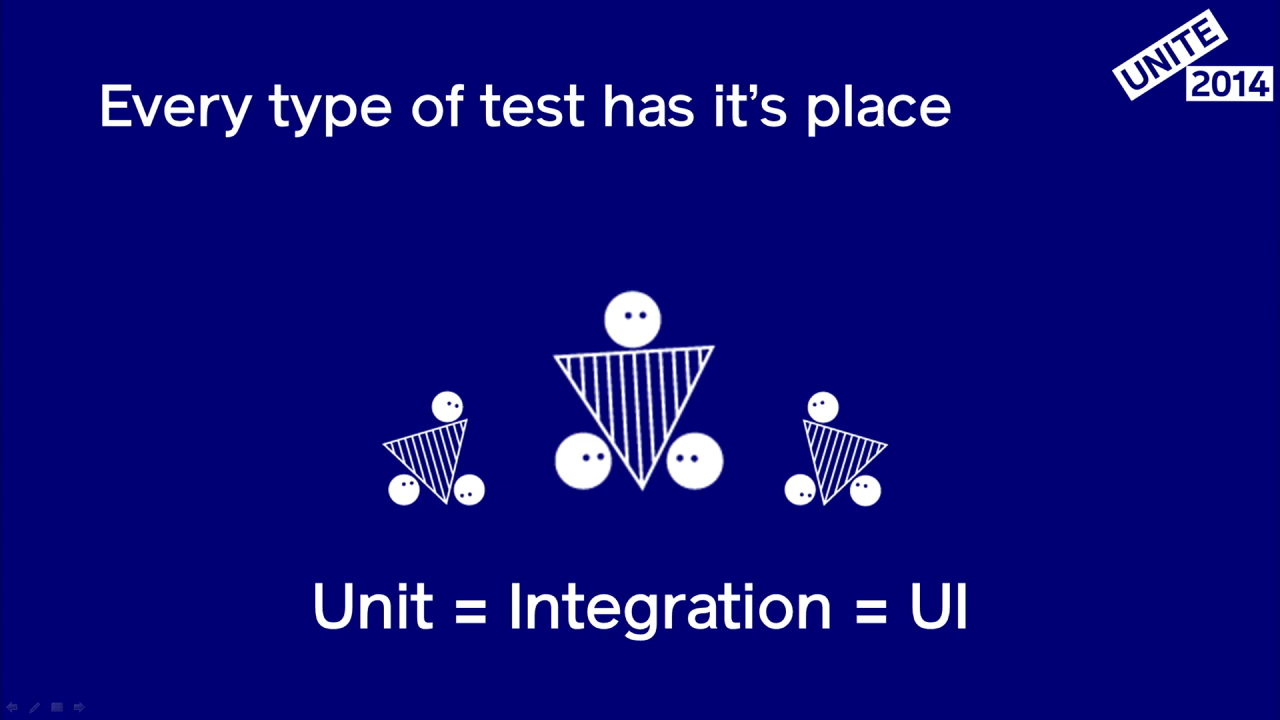 UNITE
2014
Every type of test has it’s place
Unit = Integration = UI